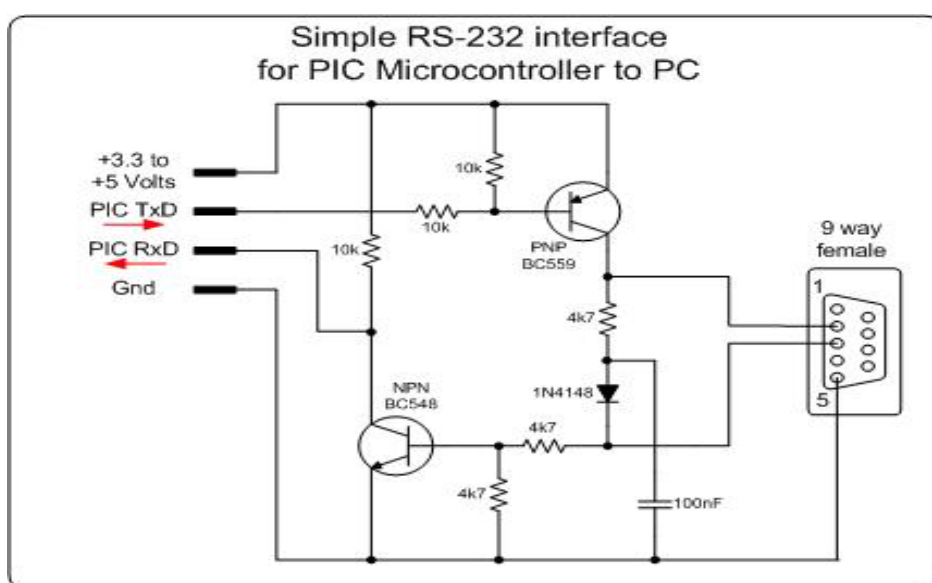 Simple RS-232 interface
for PIC Microcontroller to PC
+3.3 to
+5 Volts
PIC TxD
PIC RxD
Gnd
10k
10k
10k
PNP
BC559
9 way
female
1
5
4k7
1N4148
NPN
BC548
4k7
4k7
100nF